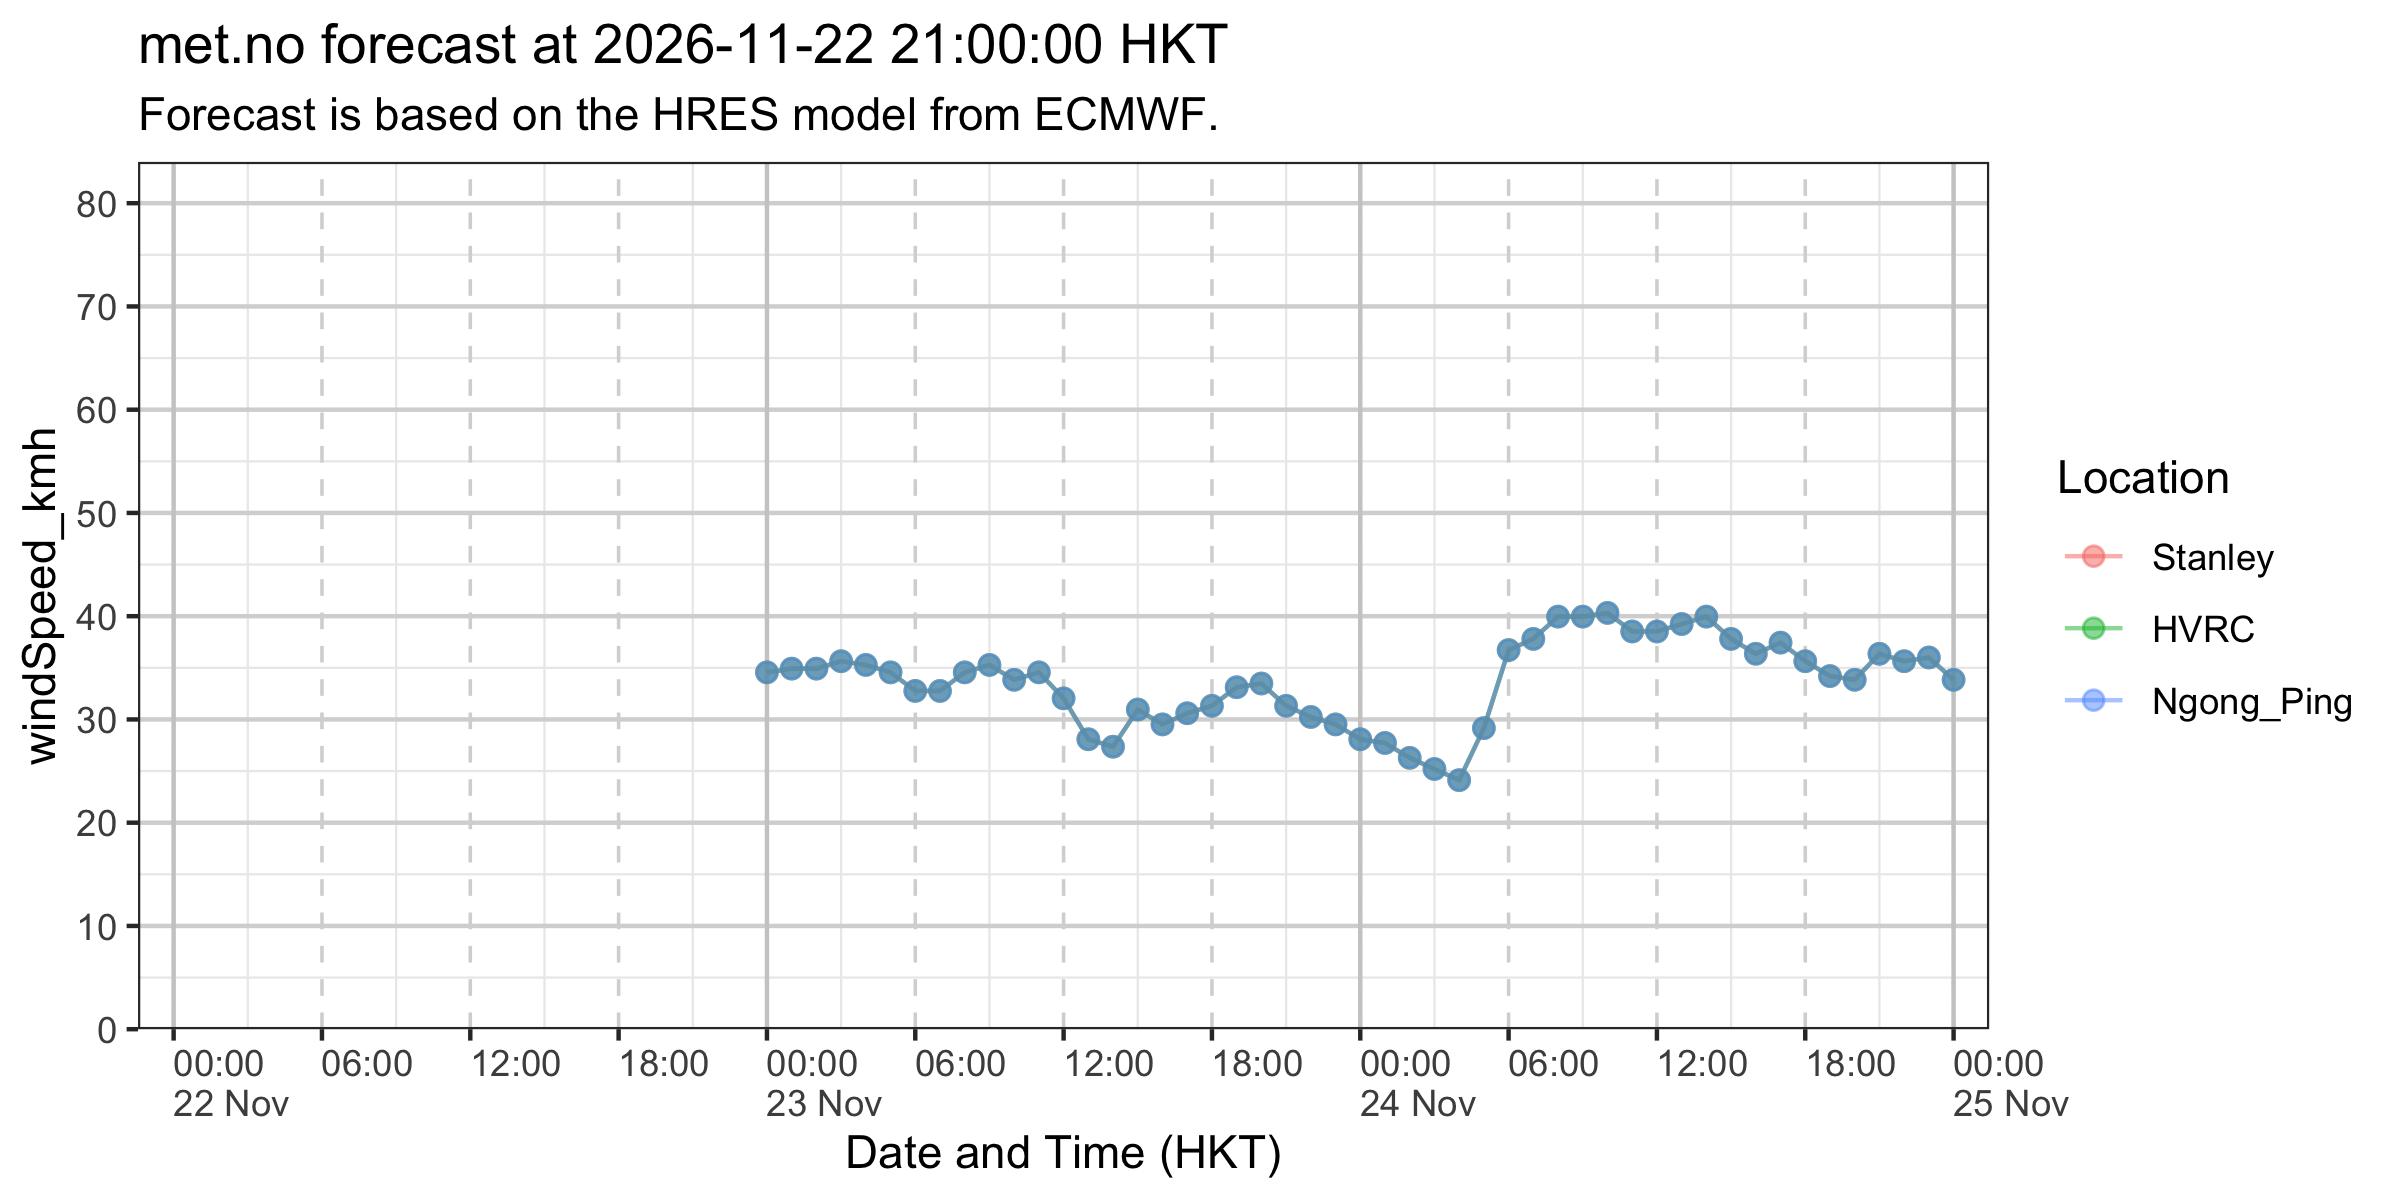 met.no forecast at 2026-11-22 21:00:00 HKT
Forecast is based on the HRES model from ECMWF.
windSpeed_kmh
80
70
60
50
40
30
20
10
0
00:00 06:00 12:00 18:00 00:00 06:00 12:00 18:00 00:00 06:00 12:00 18:00 00:00
22 Nov 23 Nov 24 Nov 25 Nov
Date and Time (HKT)
Location
Stanley
HVRC
Ngong_Ping